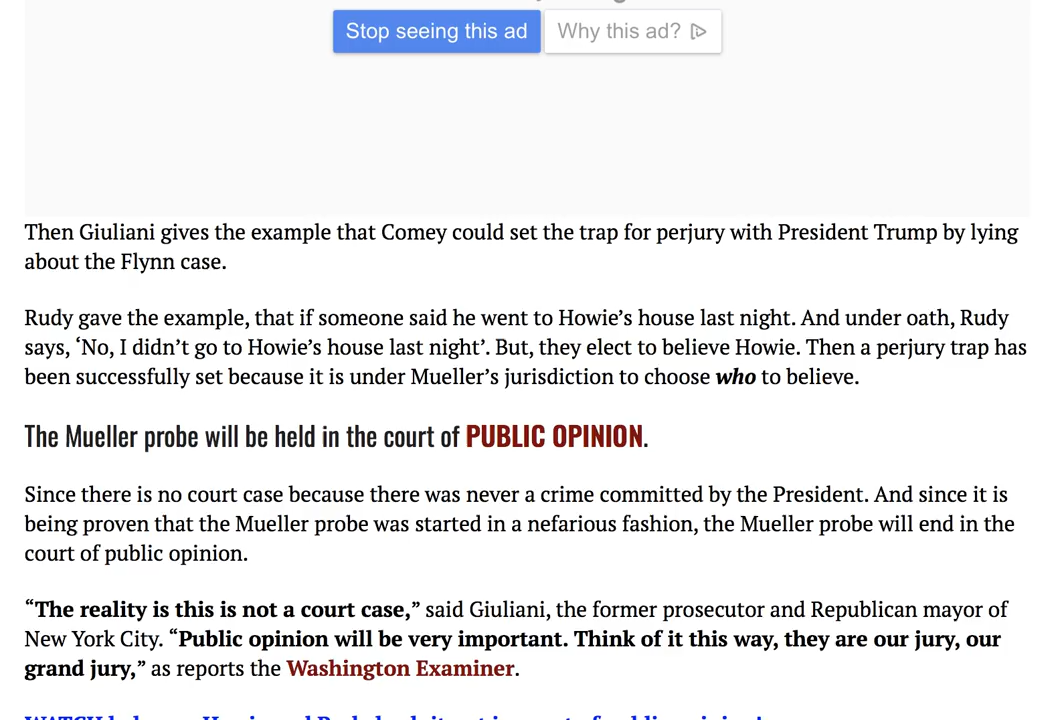 Stop seeing this ad Why this ad?
Then Giuliani gives the example that Comey could set the trap for perjury with President Trump by lying
about the Flynn case.
Rudy gave the example, that if someone said he went to Howie’s house last night. And under oath, Rudy
says, ‘No, I didn’t go to Howie’s house last night’. But, they elect to believe Howie. Then a perjury trap has
been successfully set because it is under Mueller’s jurisdiction to choose who to believe.
The Mueller probe will be held in the court of PUBLIC OPINION.
Since there is no court case because there was never a crime committed by the President. And since it is
being proven that the Mueller probe was started in a nefarious fashion, the Mueller probe will end in the
court of public opinion.
“The reality is this is not a court case,” said Giuliani, the former prosecutor and Republican mayor of
New York City. “Public opinion will be very important. Think of it this way, they are our jury, our
grand jury,” as reports the Washington Examiner.